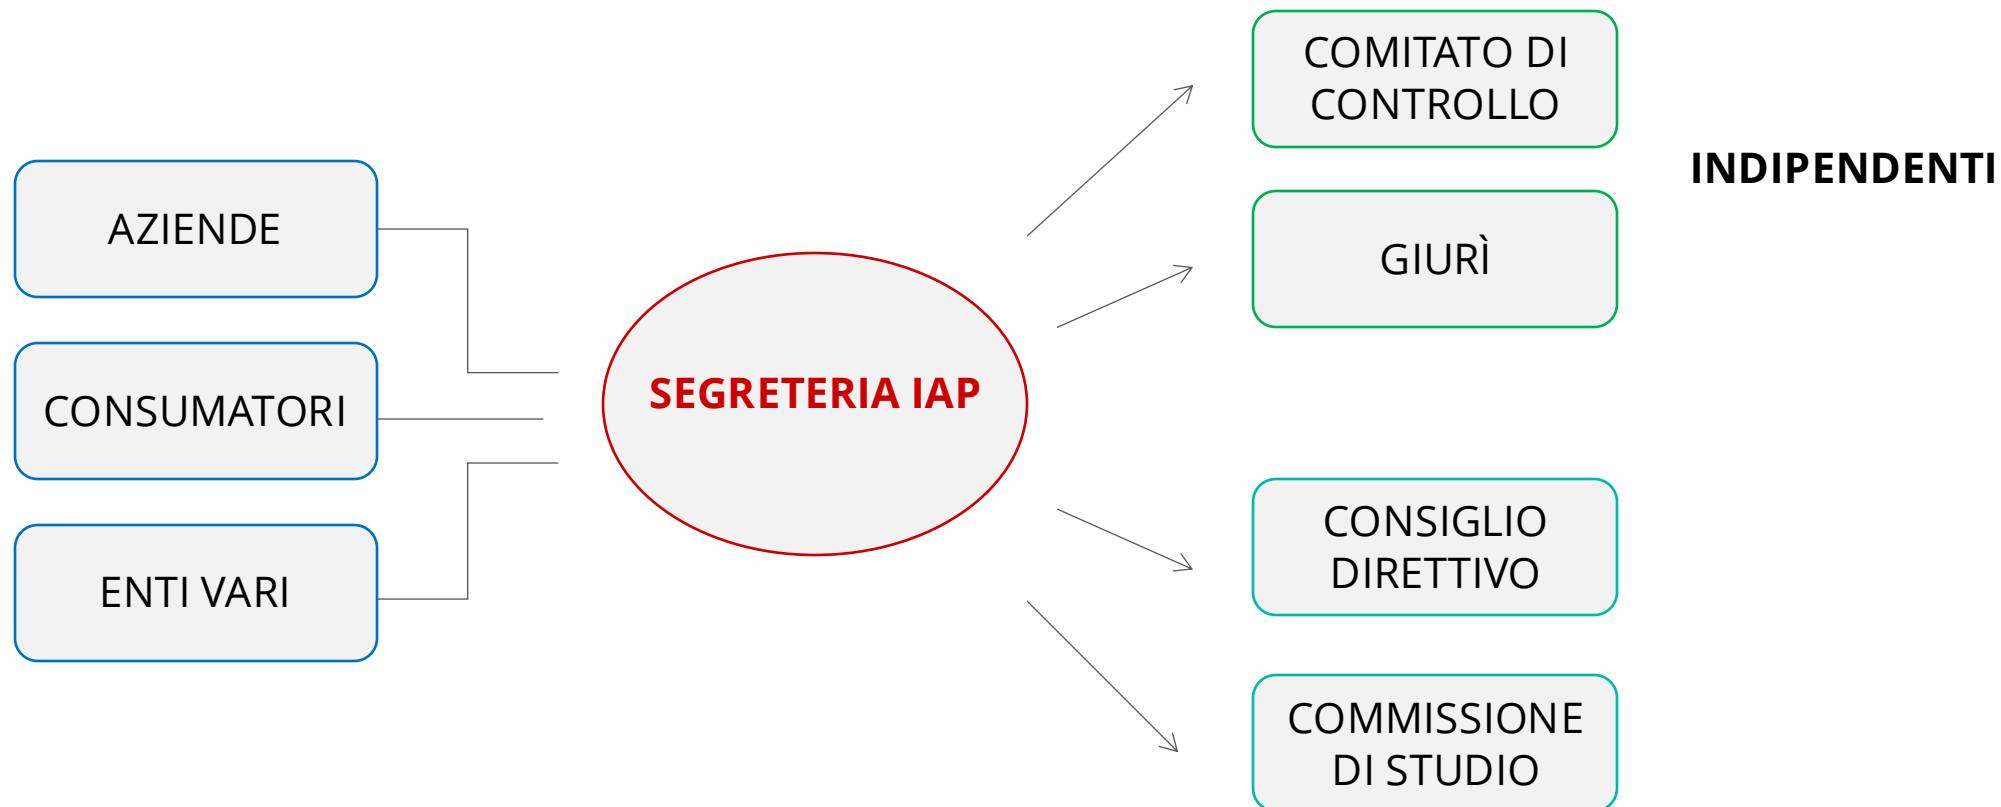 AZIENDE
CONSUMATORI
ENTI VARI
SEGRETERIA IAP
COMITATO DI
CONTROLLO
GIURÌ
INDIPENDENTI
CONSIGLIO
DIRETTIVO
COMMISSIONE
DI STUDIO